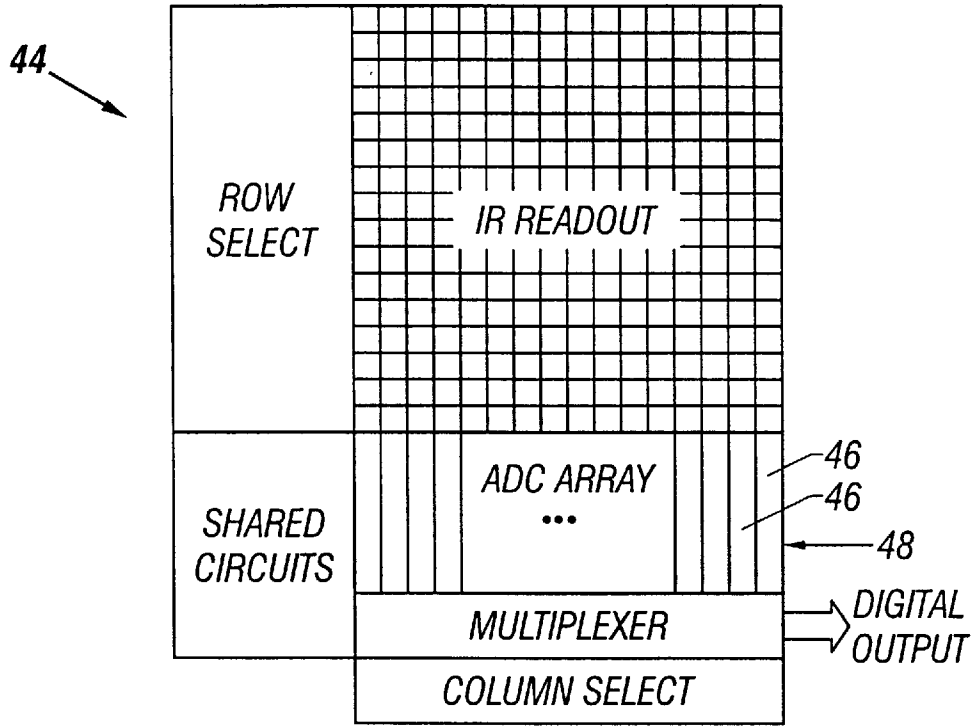 44
ROW
SELECT
IR READOUT
SHARED
CIRCUITS
ADC ARRAY
•••
46
46
48
MULTIPLEXER
DIGITAL
OUTPUT
COLUMN SELECT